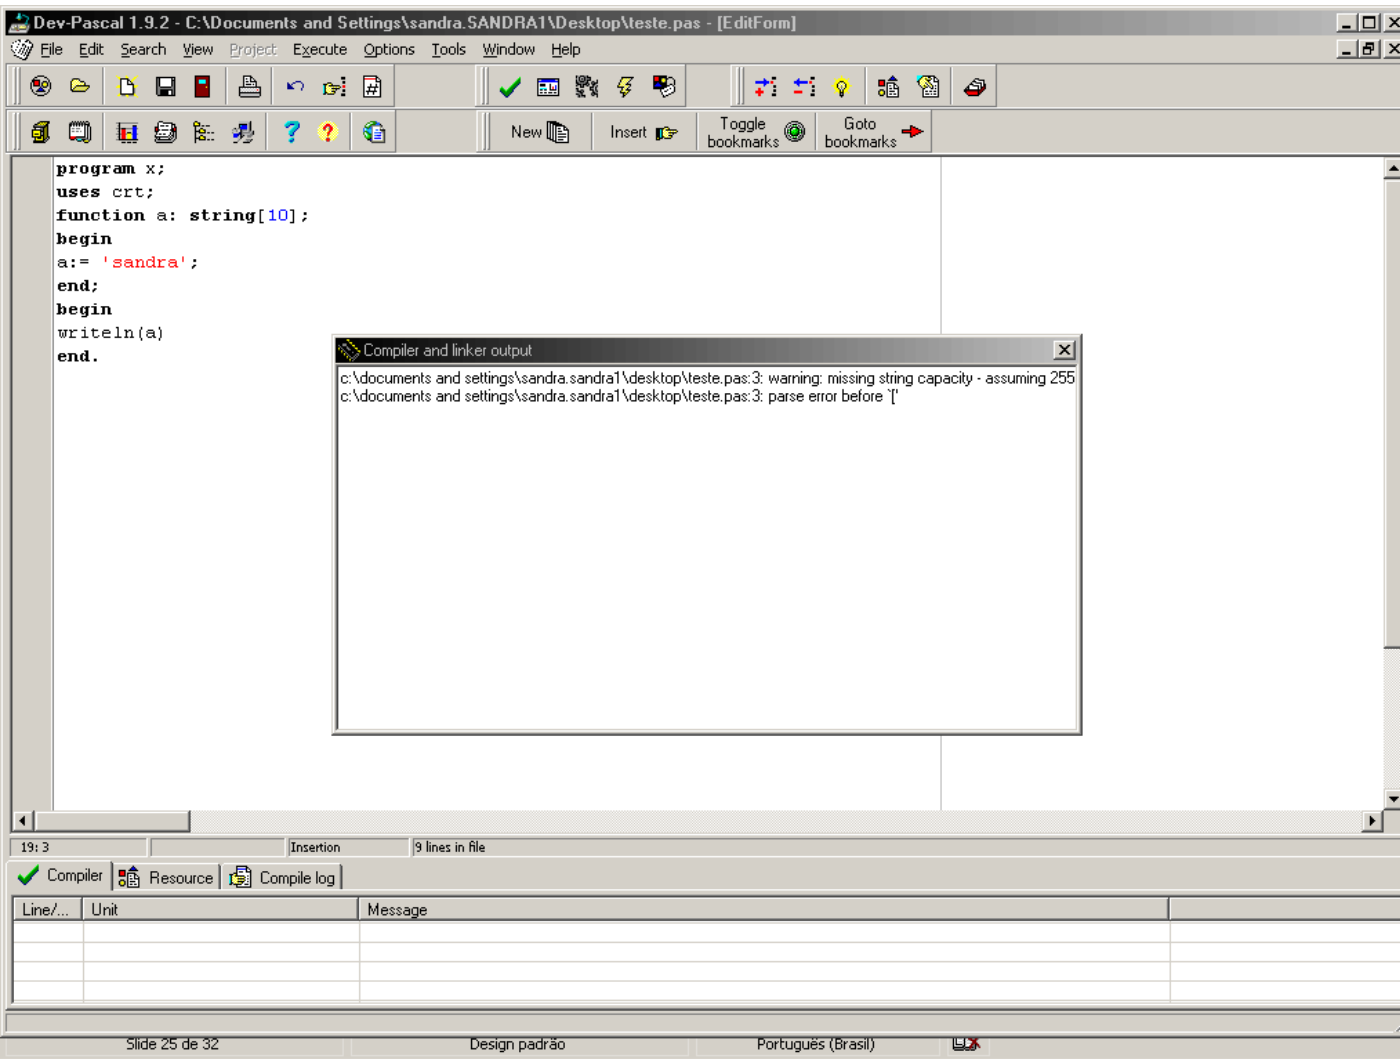 Dev-Pascal 1.9.2 - C:\Documents and Settings\sandra.SANDRA1\Desktop\teste.pas - [EditForm]
File Edit Search View Project Execute Options Tools Window Help
New Insert Toggle bookmarks Goto bookmarks
program x;
uses crt;
function a: string[10];
begin
a:= 'sandra';
end;
begin
writeln(a)
end.
Compiler and linker output
c:\documents and settings\sandra.sandra1\desktop\teste.pas:3: warning: missing string capacity - assuming 255
c:\documents and settings\sandra.sandra1\desktop\teste.pas:3: parse error before `['
19: 3 Insertion 9 lines in file
Compiler Resource Compile log
Line/... Unit Message
Slide 25 de 32 Design padrão Português (Brasil)